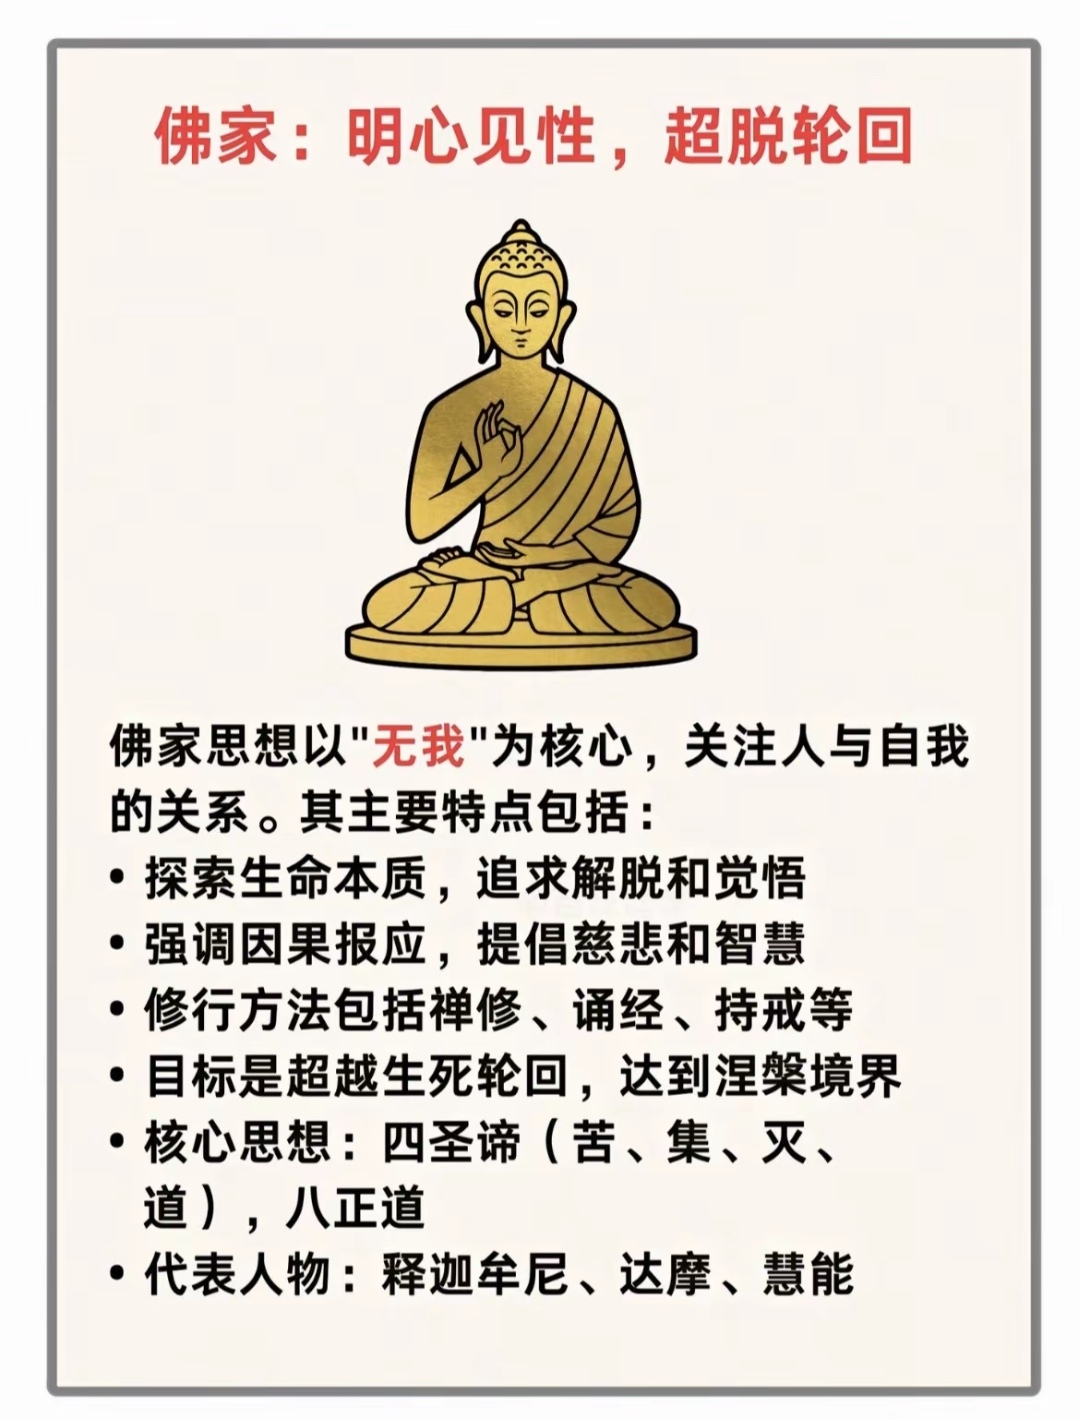 佛家：明心见性，超脱轮回
佛家思想以"无我"为核心，关注人与自我
的关系。其主要特点包括：
• 探索生命本质，追求解脱和觉悟
• 强调因果报应，提倡慈悲和智慧
• 修行方法包括禅修、诵经、持戒等
• 目标是超越生死轮回，达到涅槃境界
• 核心思想：四圣谛（苦、集、灭、
道），八正道
• 代表人物：释迦牟尼、达摩、慧能